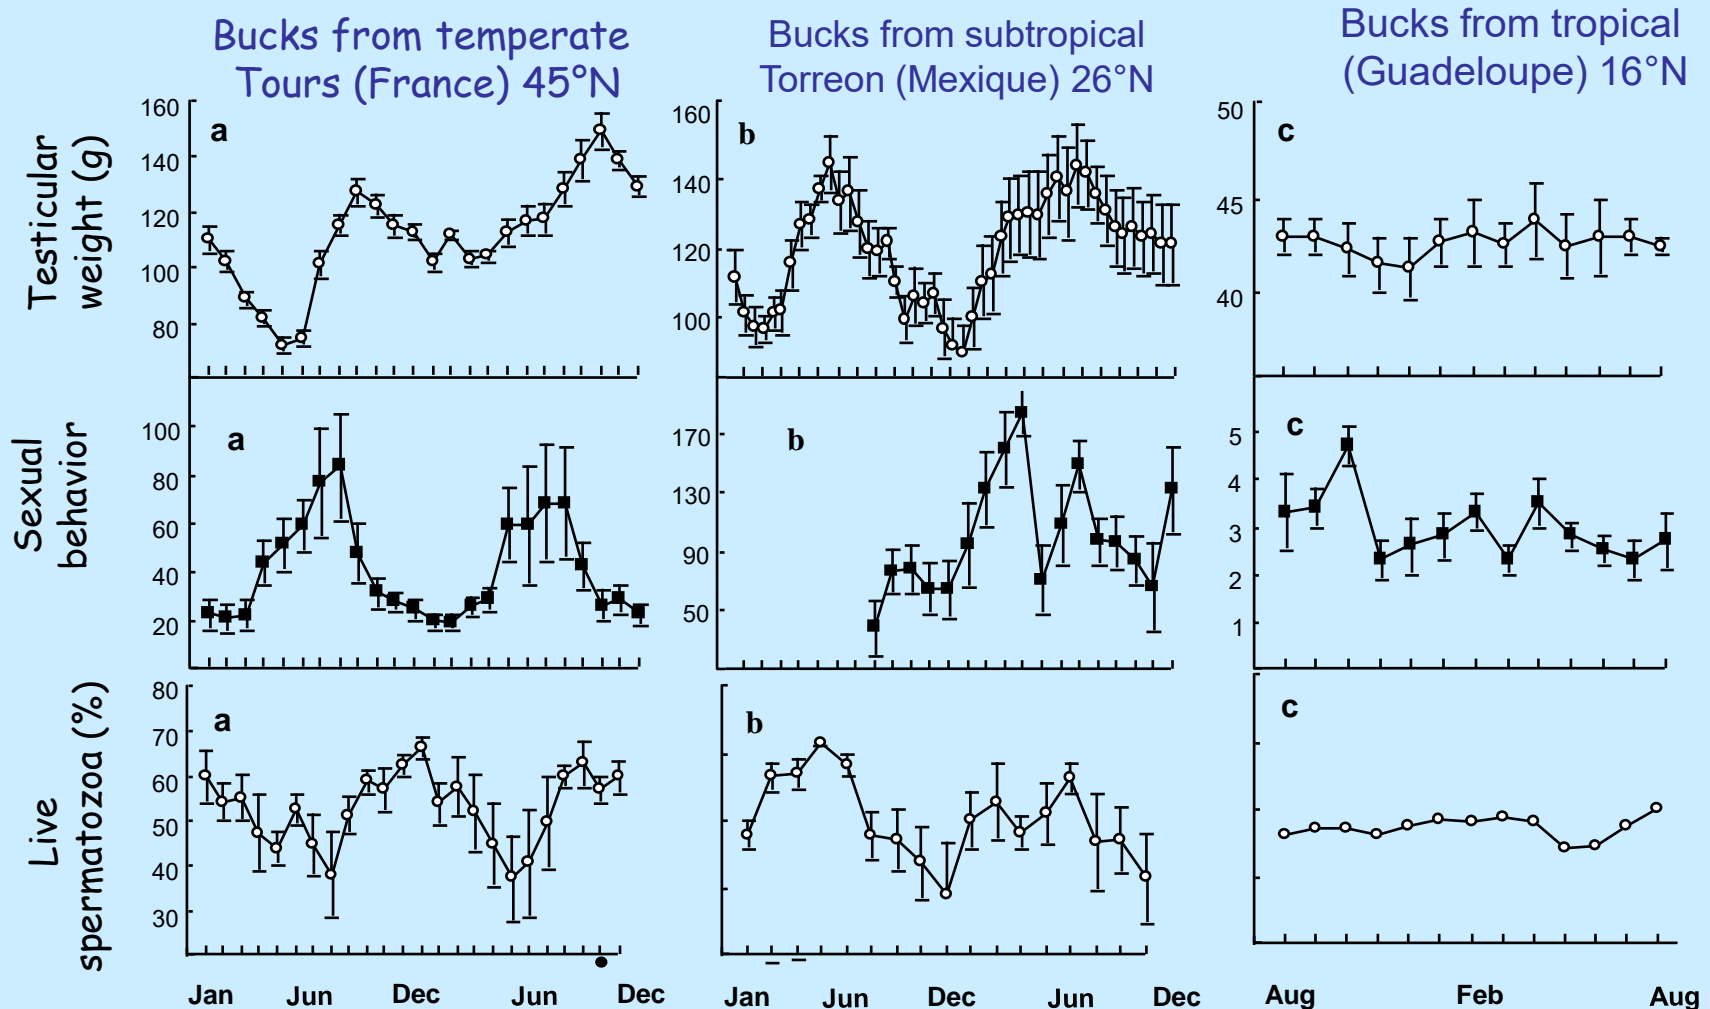 Bucks from temperate
Tours (France) 45°N
Bucks from subtropical
Torreon (Mexique) 26°N
Bucks from tropical
(Guadeloupe) 16°N
Testicular
weight (g)
160
140
120
100
80
a
160
140
120
100
b
50
45
40
c
Sexual
behavior
100
80
60
40
20
a
170
130
90
50
b
5
4
3
2
1
c
Live
spermatozoa (%)
80
70
60
50
40
30
a
b
c
Jan Jun Dec Jun Dec
Jan Jun Dec Jun Dec
Aug Feb Aug